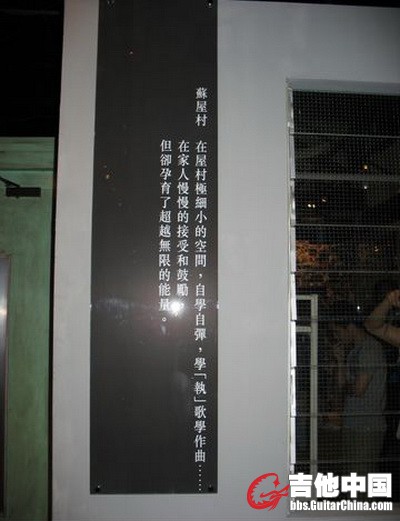 蘇屋村　在屋村極細小的空間，自學自彈，學「執」歌學作曲……
在家人慢慢的接受和鼓勵，
但卻孕育了超越無限的能量。
吉他中国
bbs.GuitarChina.com